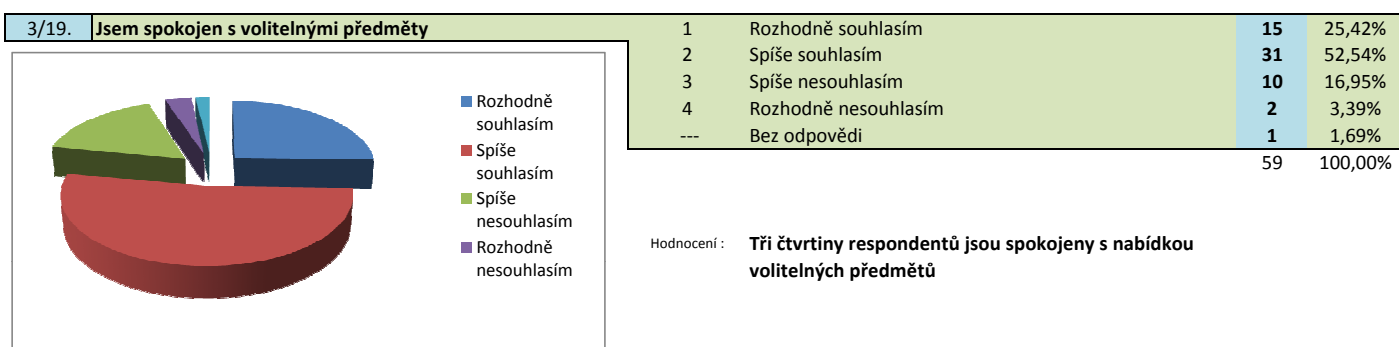 3/19. Jsem spokojen s volitelnými předměty
1 Rozhodně souhlasím 15 25,42%
2 Spíše souhlasím 31 52,54%
3 Spíše nesouhlasím 10 16,95%
4 Rozhodně nesouhlasím 2 3,39%
--- Bez odpovědi 1 1,69%
59 100,00%
Rozhodně
souhlasím
Spíše
souhlasím
Spíše
nesouhlasím
Rozhodně
nesouhlasím
Hodnocení : Tři čtvrtiny respondentů jsou spokojeny s nabídkou
volitelných předmětů